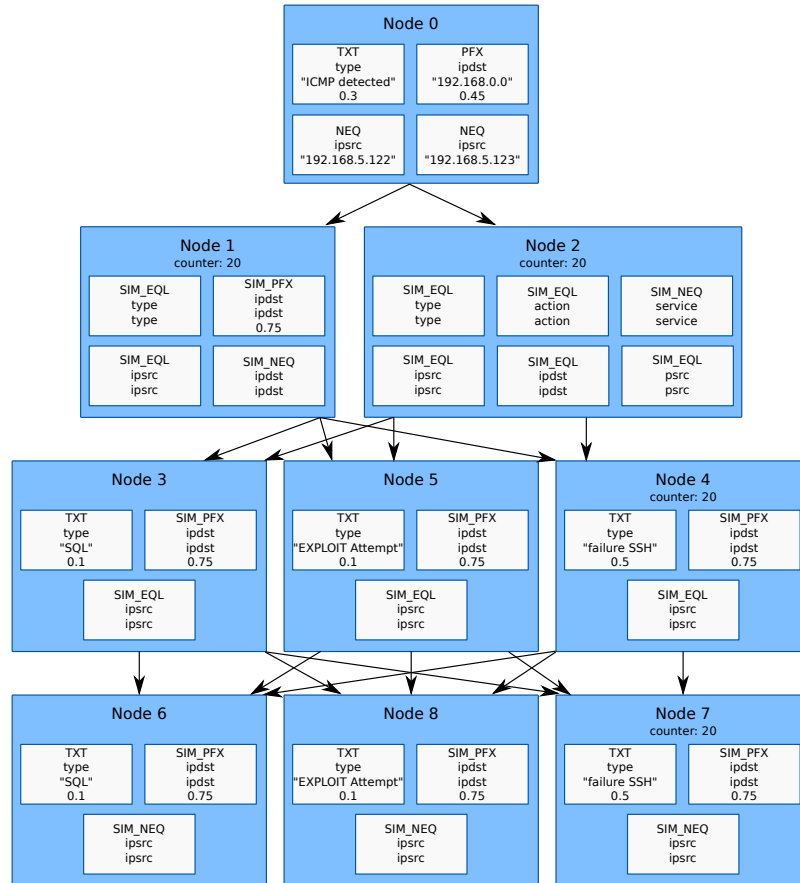 Node 0
TXT
type
"ICMP detected"
0.3
PFX
ipdst
"192.168.0.0"
0.45
NEQ
ipsrc
"192.168.5.122"
NEQ
ipsrc
"192.168.5.123"
Node 1
counter: 20
SIM_EQL
type
type
SIM_PFX
ipdst
ipdst
0.75
SIM_EQL
ipsrc
ipsrc
SIM_NEQ
ipdst
ipdst
Node 2
counter: 20
SIM_EQL
type
type
SIM_EQL
action
action
SIM_NEQ
service
service
SIM_EQL
ipsrc
ipsrc
SIM_EQL
ipdst
ipdst
SIM_EQL
psrc
psrc
Node 3
TXT
type
"SQL"
0.1
SIM_PFX
ipdst
ipdst
0.75
SIM_EQL
ipsrc
ipsrc
Node 5
TXT
type
"EXPLOIT Attempt"
0.1
SIM_PFX
ipdst
ipdst
0.75
SIM_EQL
ipsrc
ipsrc
Node 4
counter: 20
TXT
type
"failure SSH"
0.5
SIM_PFX
ipdst
ipdst
0.75
SIM_EQL
ipsrc
ipsrc
Node 6
TXT
type
"SQL"
0.1
SIM_PFX
ipdst
ipdst
0.75
SIM_NEQ
ipsrc
ipsrc
Node 8
TXT
type
"EXPLOIT Attempt"
0.1
SIM_PFX
ipdst
ipdst
0.75
SIM_NEQ
ipsrc
ipsrc
Node 7
counter: 20
TXT
type
"failure SSH"
0.5
SIM_PFX
ipdst
ipdst
0.75
SIM_NEQ
ipsrc
ipsrc